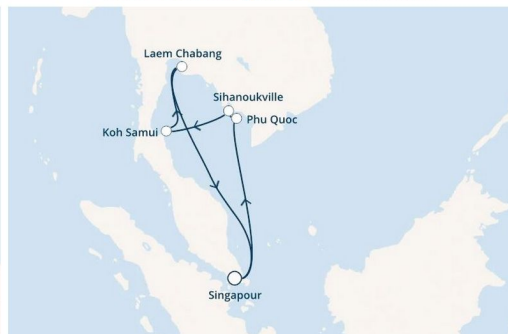 Laem Chabang
Sihanoukville
Phu Quoc
Koh Samui
Singapour